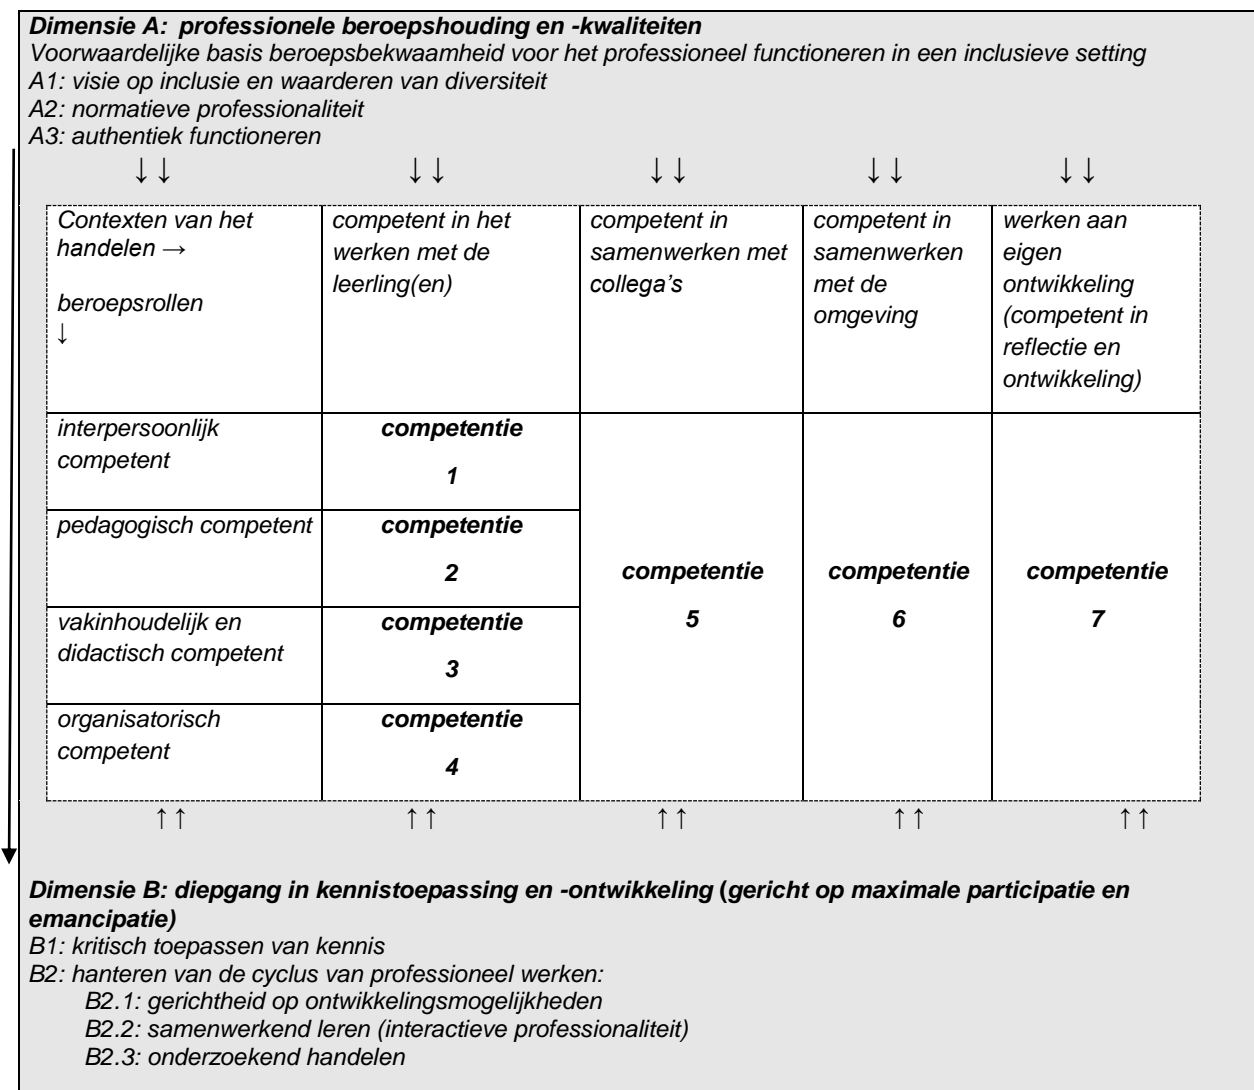 Dimensie A:  professionele beroepshouding en -kwaliteiten
Voorwaardelijke basis beroepsbekwaamheid voor het professioneel functioneren in een inclusieve setting
A1: visie op inclusie en waarderen van diversiteit
A2: normatieve professionaliteit
A3: authentiek functioneren
↓↓ ↓↓ ↓↓ ↓↓ ↓↓
Contexten van het
handelen →
beroepsrollen
↓
competent in het
werken met de
leerling(en)
competent in
samenwerken met
collega's
competent in
samenwerken
met de
omgeving
werken aan
eigen
ontwikkeling
(competent in
reflectie en
ontwikkeling)
interpersoonlijk
competent
competentie
1
pedagogisch competent
competentie
2
vakinhoudelijk en
didactisch competent
competentie
3
organisatorisch
competent
competentie
4
competentie
5
competentie
6
competentie
7
↑↑ ↑↑ ↑↑ ↑↑ ↑↑
Dimensie B: diepgang in kennistoepassing en -ontwikkeling (gericht op maximale participatie en
emancipatie)
B1: kritisch toepassen van kennis
B2: hanteren van de cyclus van professioneel werken:
B2.1: gerichtheid op ontwikkelingsmogelijkheden
B2.2: samenwerkend leren (interactieve professionaliteit)
B2.3: onderzoekend handelen